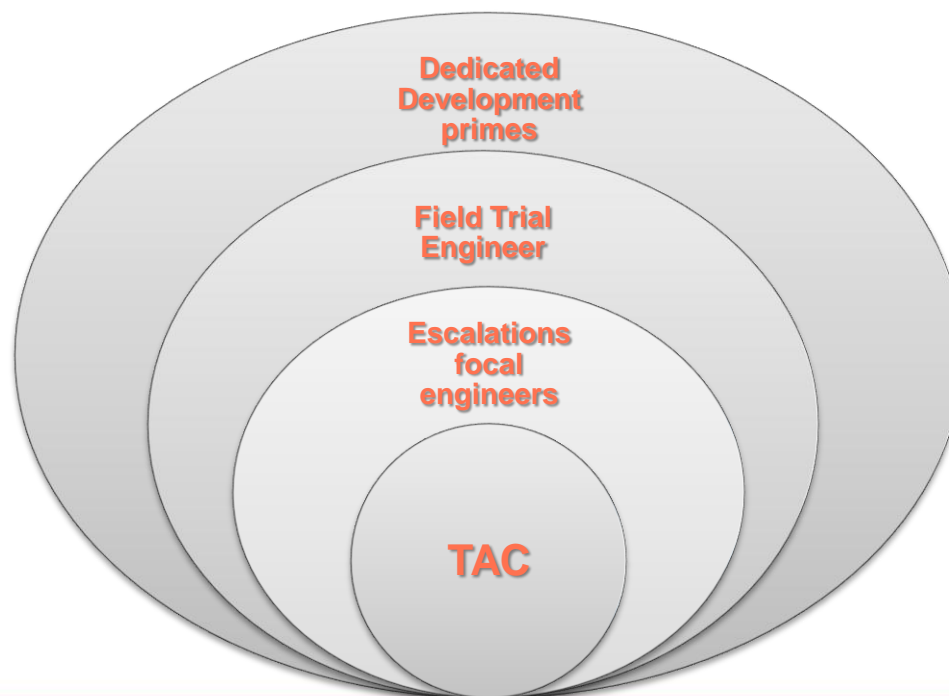 Dedicated
Development
primes
Field Trial
Engineer
Escalations
focal
engineers
TAC